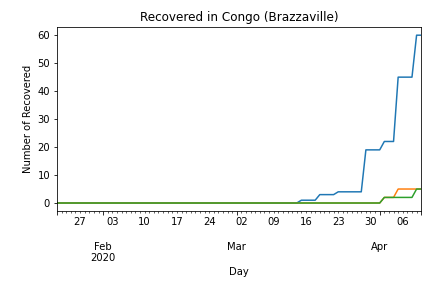 Recovered in Congo (Brazzaville)
Number of Recovered
60
50
40
30
20
10
0
27 03 10 17 24 02 09 16 23 30 06
Feb Mar Apr
2020
Day